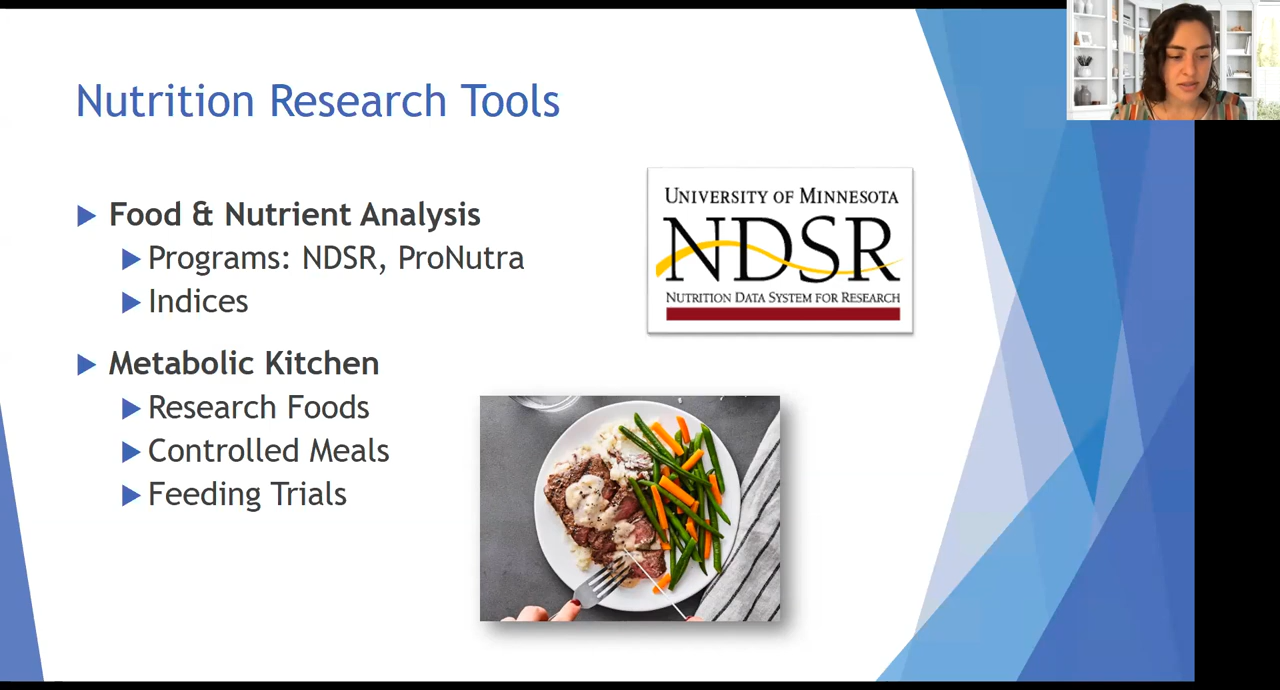 Nutrition Research Tools
Food & Nutrient Analysis
Programs: NDSR, ProNutra
Indices
Metabolic Kitchen
Research Foods
Controlled Meals
Feeding Trials
UNIVERSITY OF MINNESOTA
NDSR
NUTRITION DATA SYSTEM FOR RESEARCH